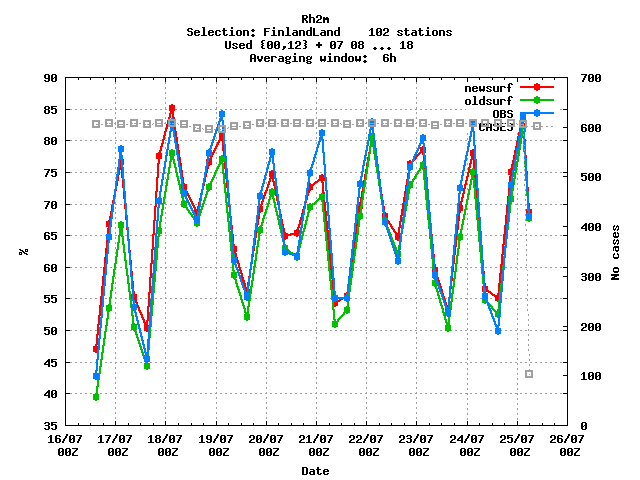 Rh2m
Selection: FinlandLand    102 stations
Used {00,12} + 07 08 ... 18
Averaging window:  6h
newsurf
oldsurf
OBS
CASES
90
85
80
75
70
65
60
55
50
45
40
35
%
700
600
500
400
300
200
100
0
No cases
16/07 17/07 18/07 19/07 20/07 21/07 22/07 23/07 24/07 25/07 26/07
00Z 00Z 00Z 00Z 00Z 00Z 00Z 00Z 00Z 00Z 00Z
Date